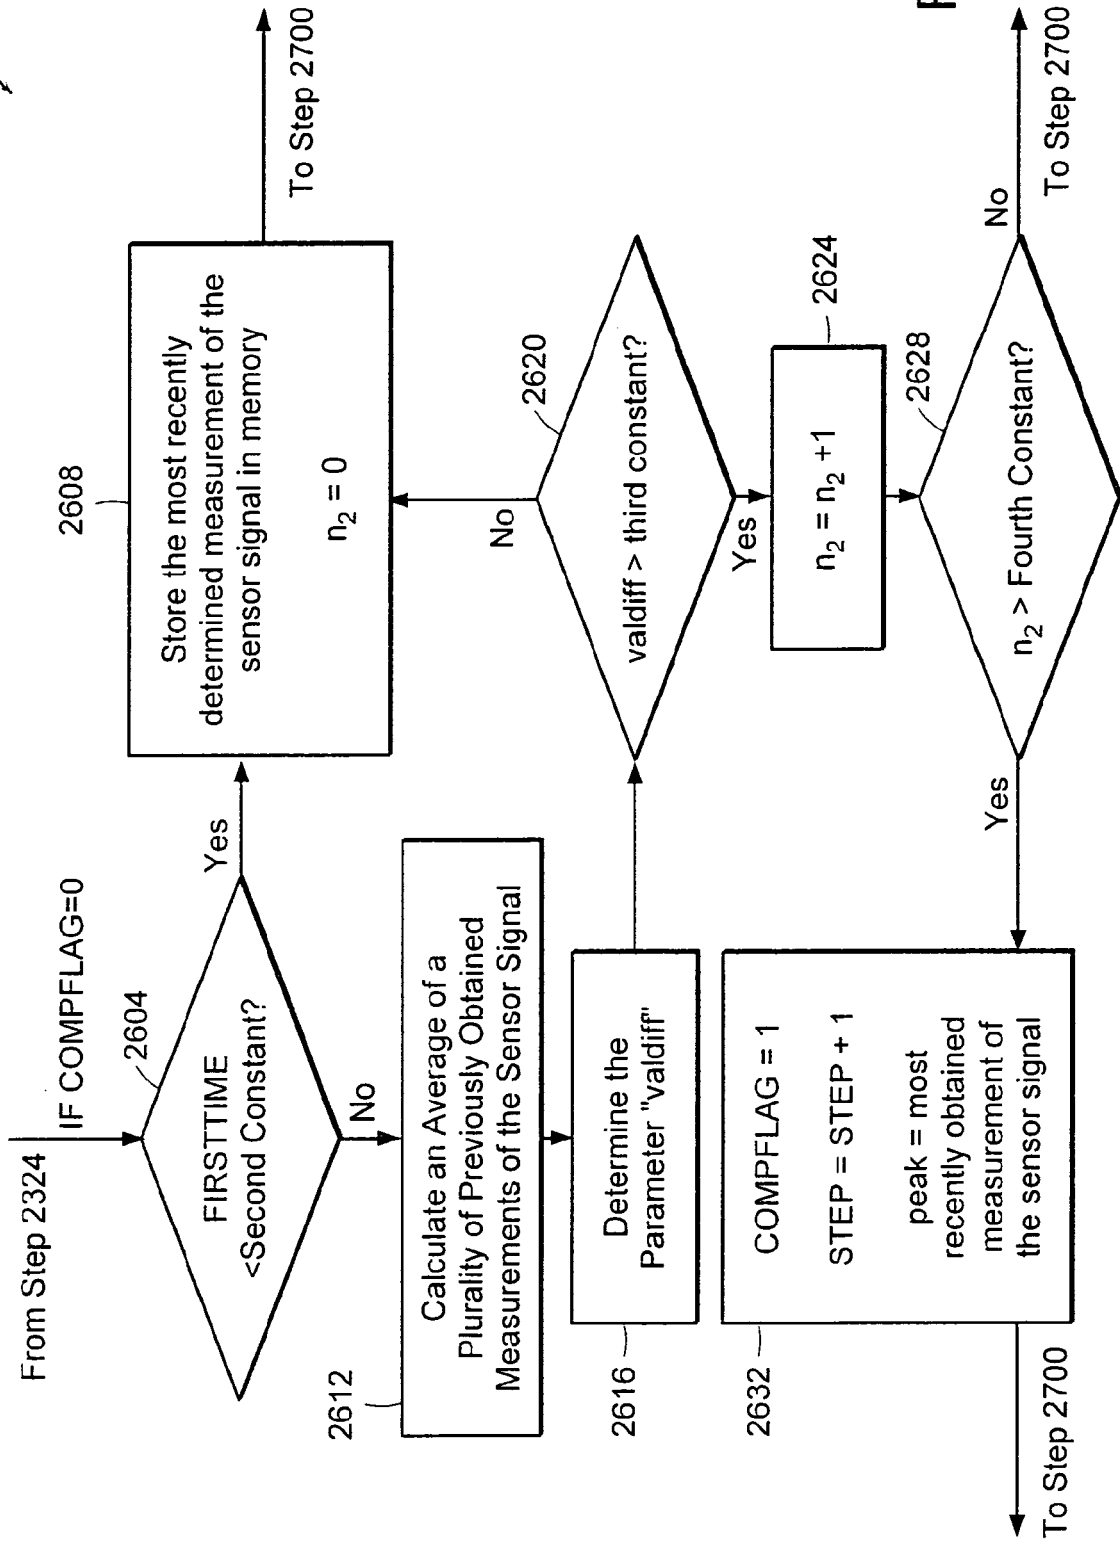 From Step 2324
IF COMPFLAG=0
2604
FIRSTTIME
<Second Constant?
Yes
No
2608
Store the most recently
determined measurement of the
sensor signal in memory
n₂ = 0
To Step 2700
2612
Calculate an Average of a
Plurality of Previously Obtained
Measurements of the Sensor Signal
2616
Determine the
Parameter "valdiff"
2620
valdiff > third constant?
No
Yes
2624
n₂ = n₂ +1
2628
n₂ > Fourth Constant?
No
To Step 2700
Yes
2632
COMPFLAG = 1
STEP = STEP + 1
peak = most
recently obtained
measurement of
the sensor signal
To Step 2700